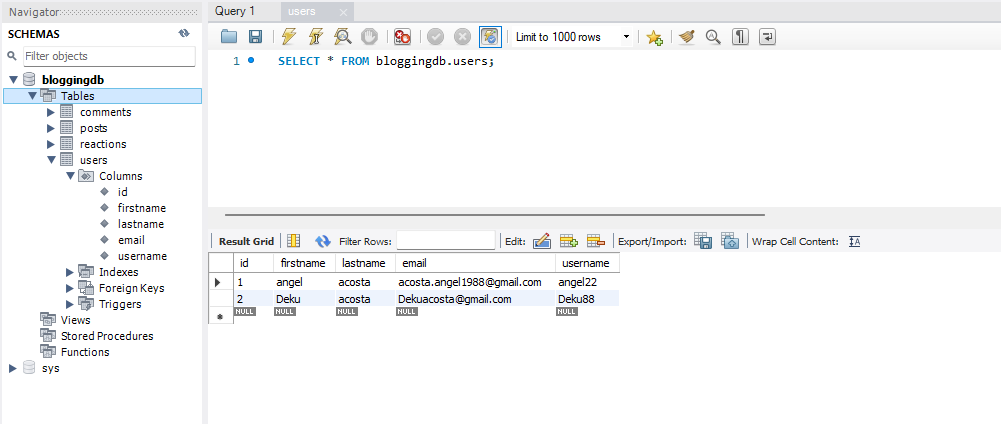 Navigator
SCHEMAS
Filter objects
bloggingdb
Tables
comments
posts
reactions
users
Columns
id
firstname
lastname
email
username
Indexes
Foreign Keys
Triggers
Views
Stored Procedures
Functions
sys
Query 1 users
Limit to 1000 rows
1 SELECT * FROM bloggingdb.users;
Result Grid Filter Rows: Edit: Export/Import: Wrap Cell Content:
id firstname lastname email username
1 angel acosta acosta.angel1988@gmail.com angel22
2 Deku acosta Dekuacosta@gmail.com Deku88
NULL NULL NULL NULL NULL